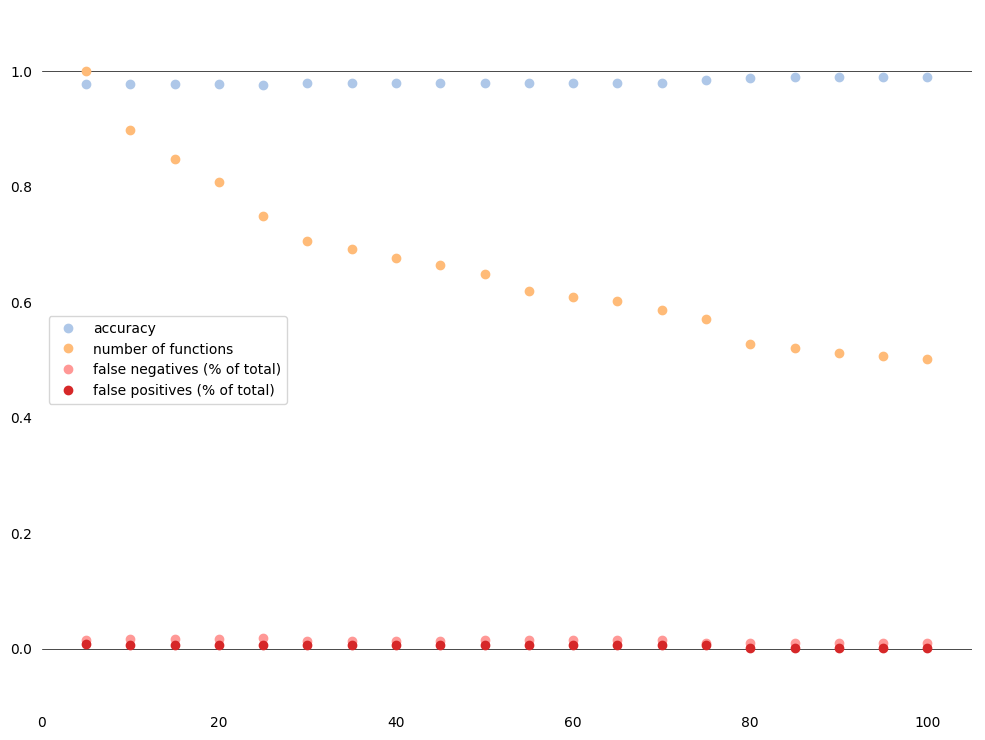 1.0
0.8
0.6
accuracy
number of functions
false negatives (% of total)
false positives (% of total)
0.4
0.2
0.0
0 20 40 60 80 100